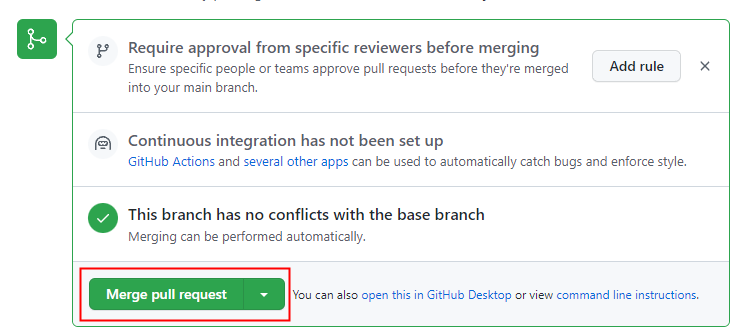 Require approval from specific reviewers before merging
Ensure specific people or teams approve pull requests before they're merged
into your main branch.
Add rule
Continuous integration has not been set up
GitHub Actions and several other apps can be used to automatically catch bugs and enforce style.
This branch has no conflicts with the base branch
Merging can be performed automatically.
Merge pull request
You can also open this in GitHub Desktop or view command line instructions.